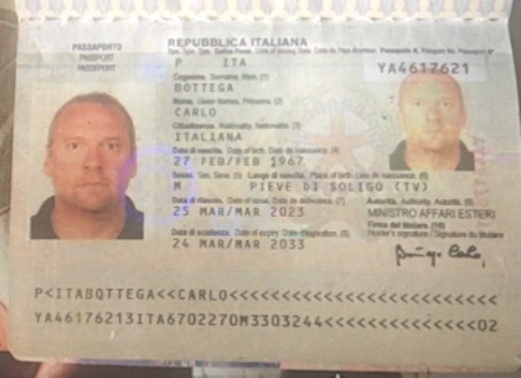 REPUBBLICA ITALIANA
PASSAPORTO
PASSPORT
PASSEPORT
P ITA
YA4617621
Cognome. Surname. Nom. (1)
BOTTEGA
Nome. Given Names. Prénoms. (2)
CARLO
Cittadinanza. Nationality. Nationalité. (3)
ITALIANA
Data di nascita. Date of birth. Date de naissance. (4)
27 FEB/FEB 1967
Sesso. Sex. Sexe. (5) Luogo di nascita. Place of birth. Lieu de naissance. (6)
M PIEVE DI SOLIGO (TV)
Data di rilascio. Date of issue. Date de délivrance. (7) Autorità. Authority. Autorité. (9)
25 MAR/MAR 2023 MINISTRO AFFARI ESTERI
Data di scadenza. Date of expiry. Date d'expiration. (8) Firma del titolare (10)
24 MAR/MAR 2033 Holder's signature / Signature du titulaire
P<ITABOTTEGA<<CARLO<<<<<<<<<<<<<<<<<<<<<<<<<
YA46176213ITA6702270M3303244<<<<<<<<<<<<<<02